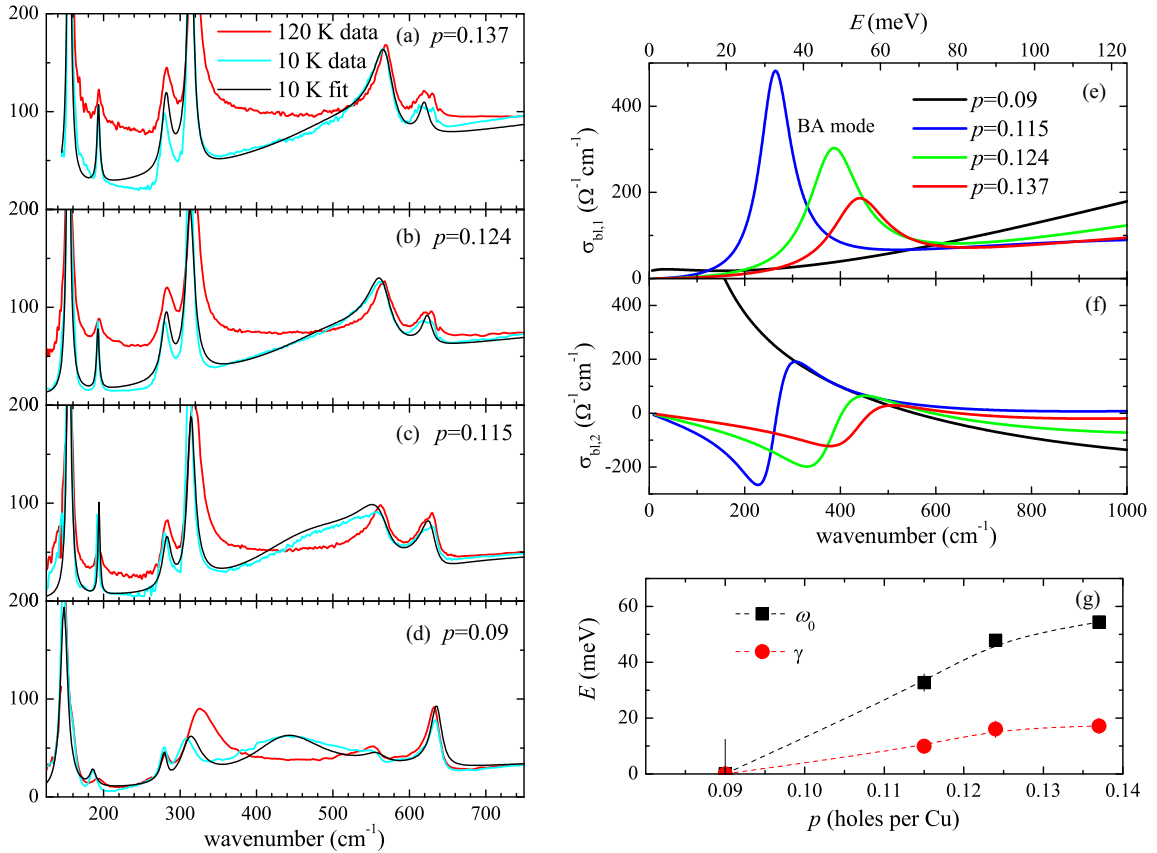 200
100
120 K data
10 K data
10 K fit
(a) p=0.137
200
100
(b) p=0.124
200
100
(c) p=0.115
200
100
0
(d) p=0.09
200 300 400 500 600 700
wavenumber (cm⁻¹)
E (meV)
0 20 40 60 80 100 120
400
200
0
σbl,1 (Ω⁻¹cm⁻¹)
BA mode
(e)
p=0.09
p=0.115
p=0.124
p=0.137
400
200
0
-200
σbl,2 (Ω⁻¹cm⁻¹)
(f)
0 200 400 600 800 1000
wavenumber (cm⁻¹)
60
40
20
0
E (meV)
ω₀
γ
(g)
0.09 0.10 0.11 0.12 0.13 0.14
p (holes per Cu)